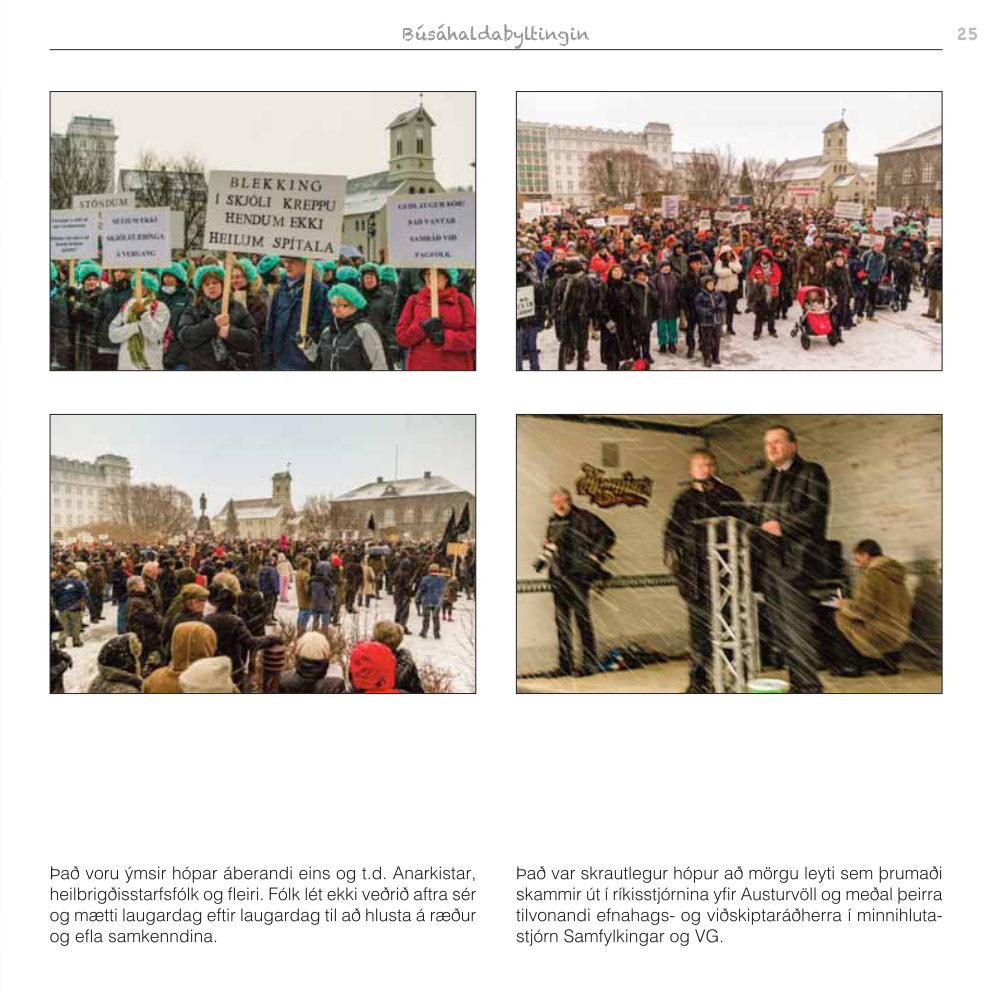 Búsáhaldabyltingin
25
STÖNDUM
SETJUM EKKI
SKJÓLSTÆÐINGA
Á VERGANG
BLEKKING
Í SKJÓLI KREPPU
HENDUM EKKI
HEILUM SPÍTALA
GUÐLAUGUR ÞÓR!
ÞAÐ VANTAR
SAMRÁÐ VIÐ
FAGFÓLK.
Það voru ýmsir hópar áberandi eins og t.d. Anarkistar,
heilbrigðisstarfsfólk og fleiri. Fólk lét ekki veðrið aftra sér
og mætti laugardag eftir laugardag til að hlusta á ræður
og efla samkenndina.
Það var skrautlegur hópur að mörgu leyti sem þrumaði
skammir út í ríkisstjórnina yfir Austurvöll og meðal þeirra
tilvonandi efnahags- og viðskiptaráðherra í minnihluta-
stjórn Samfylkingar og VG.